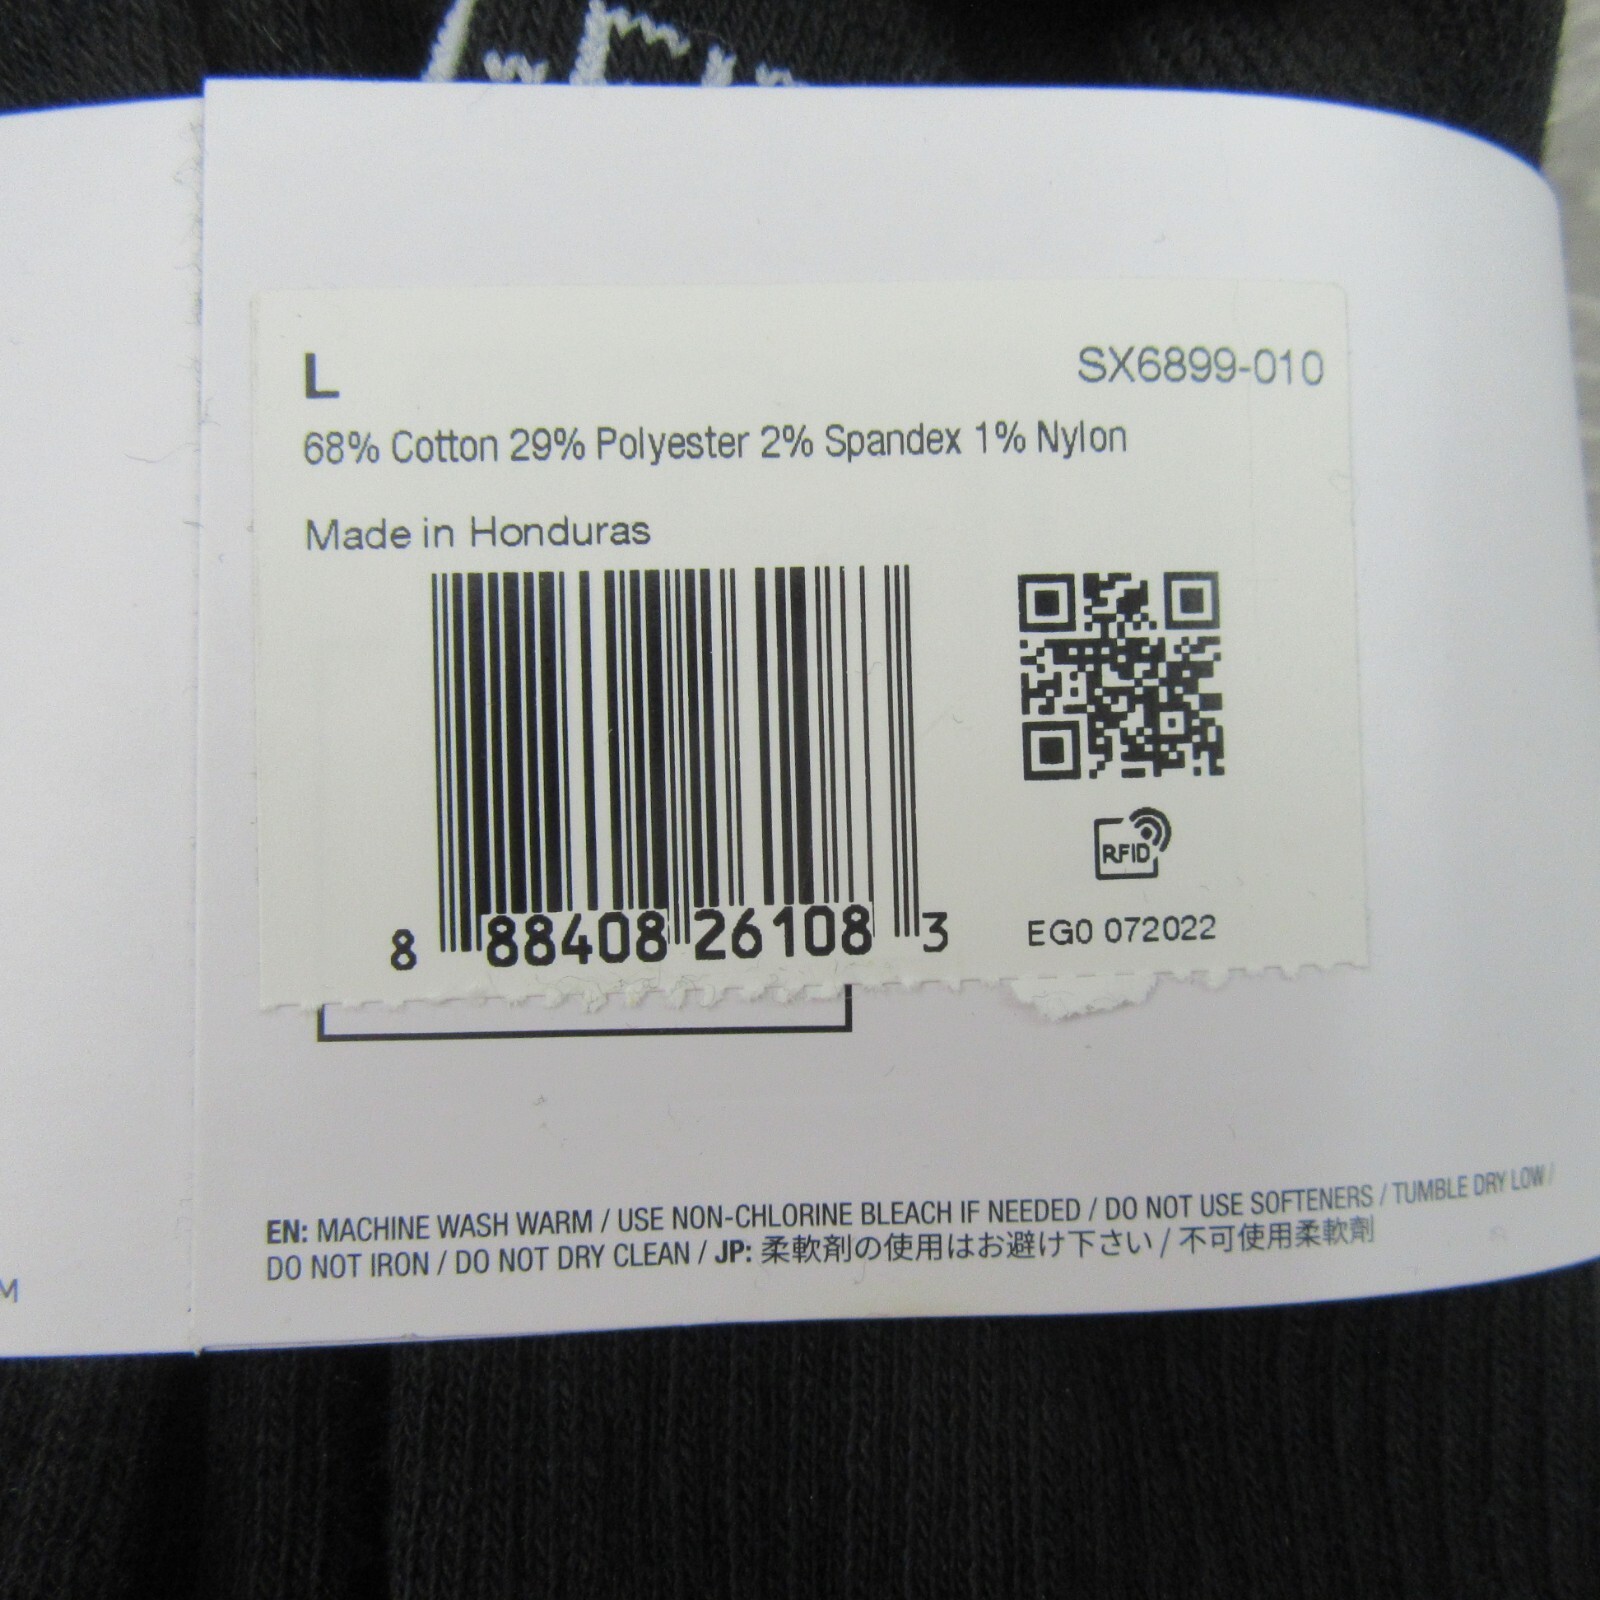 L
SX6899-010
68% Cotton 29% Polyester 2% Spandex 1% Nylon
Made in Honduras
RFID
8 88408 26108 3
EG0 072022
EN: MACHINE WASH WARM / USE NON-CHLORINE BLEACH IF NEEDED / DO NOT USE SOFTENERS / TUMBLE DRY LOW /
DO NOT IRON / DO NOT DRY CLEAN / JP: 柔軟剤の使用はお避け下さい / 不可使用柔軟劑
M